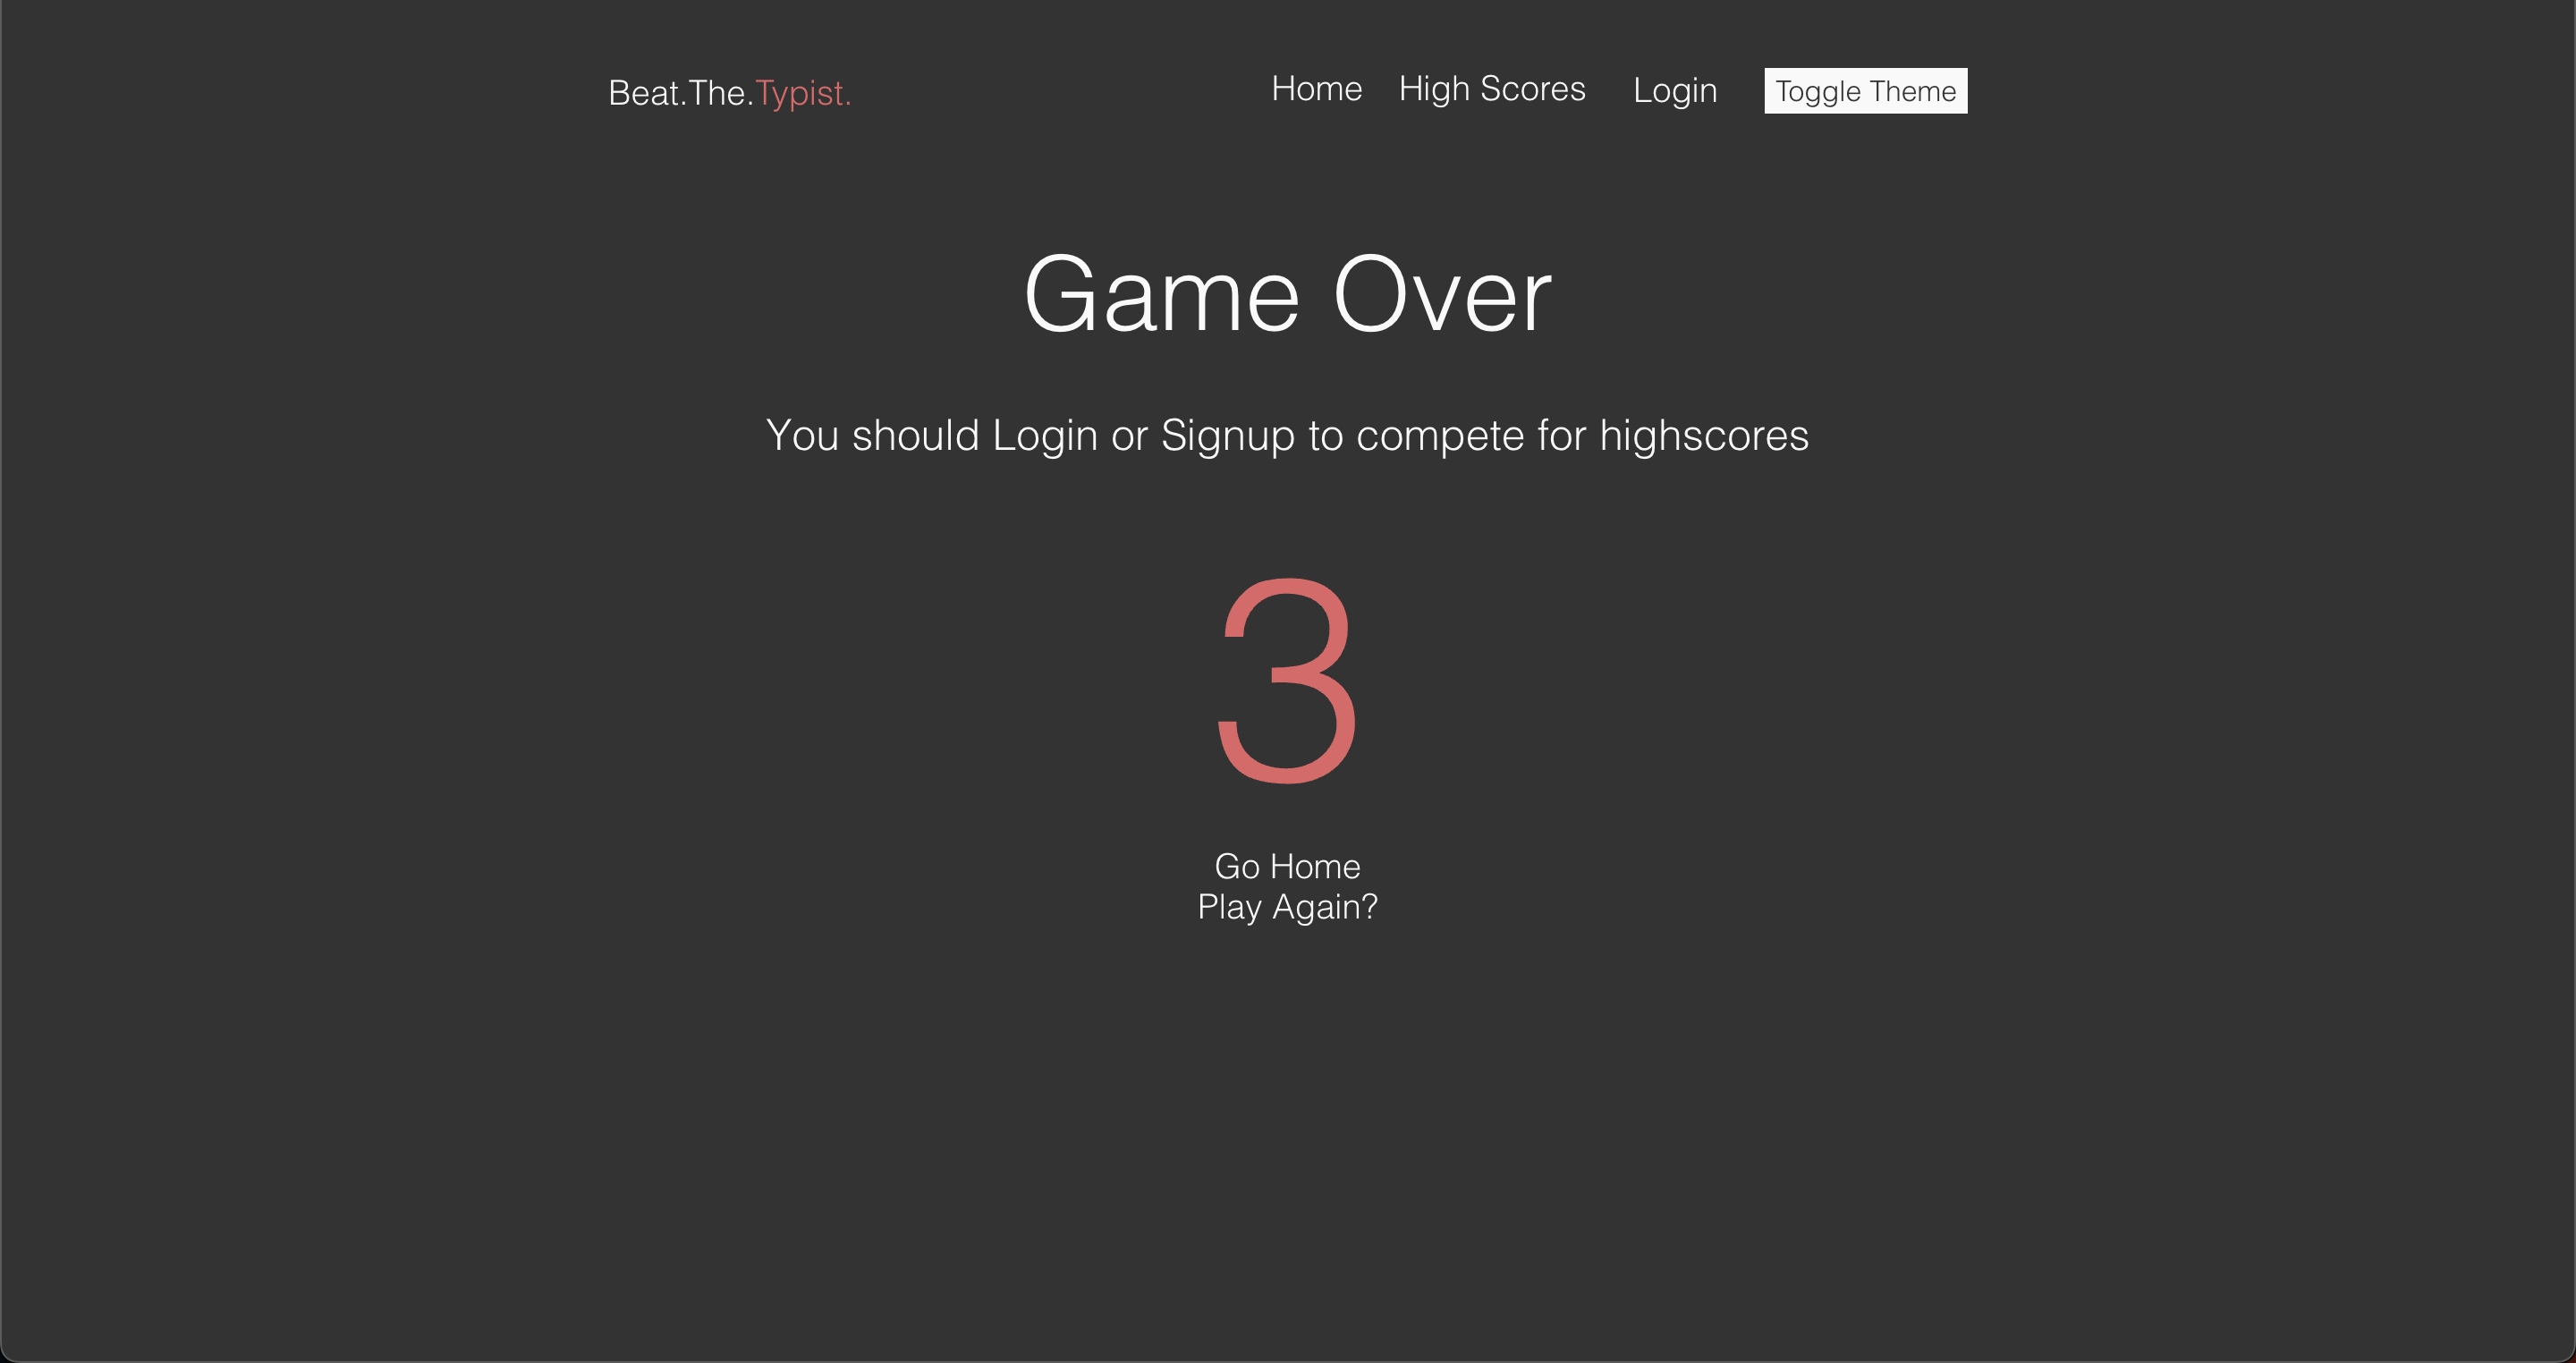 Beat.The.Typist.
Home High Scores Login Toggle Theme
Game Over
You should Login or Signup to compete for highscores
3
Go Home
Play Again?